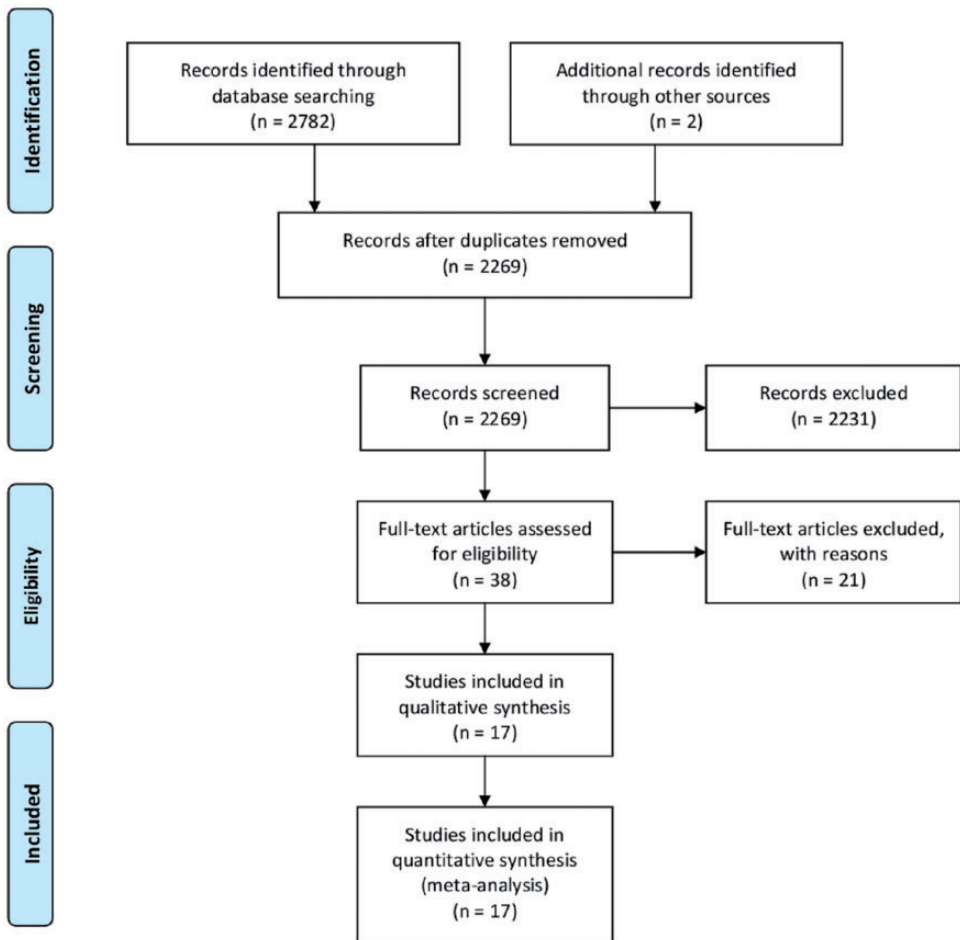 Identification
Records identified through
database searching
(n = 2782)
Additional records identified
through other sources
(n = 2)
Records after duplicates removed
(n = 2269)
Screening
Records screened
(n = 2269)
Records excluded
(n = 2231)
Eligibility
Full-text articles assessed
for eligibility
(n = 38)
Full-text articles excluded,
with reasons
(n = 21)
Studies included in
qualitative synthesis
(n = 17)
Included
Studies included in
quantitative synthesis
(meta-analysis)
(n = 17)